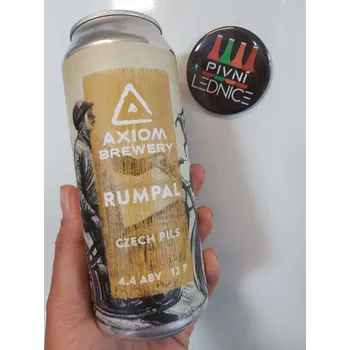 AXIOM
BREWERY
RUMPAL
CZECH PILS
4.4 ABV 12 P
PIVNÍ
LEDNICE